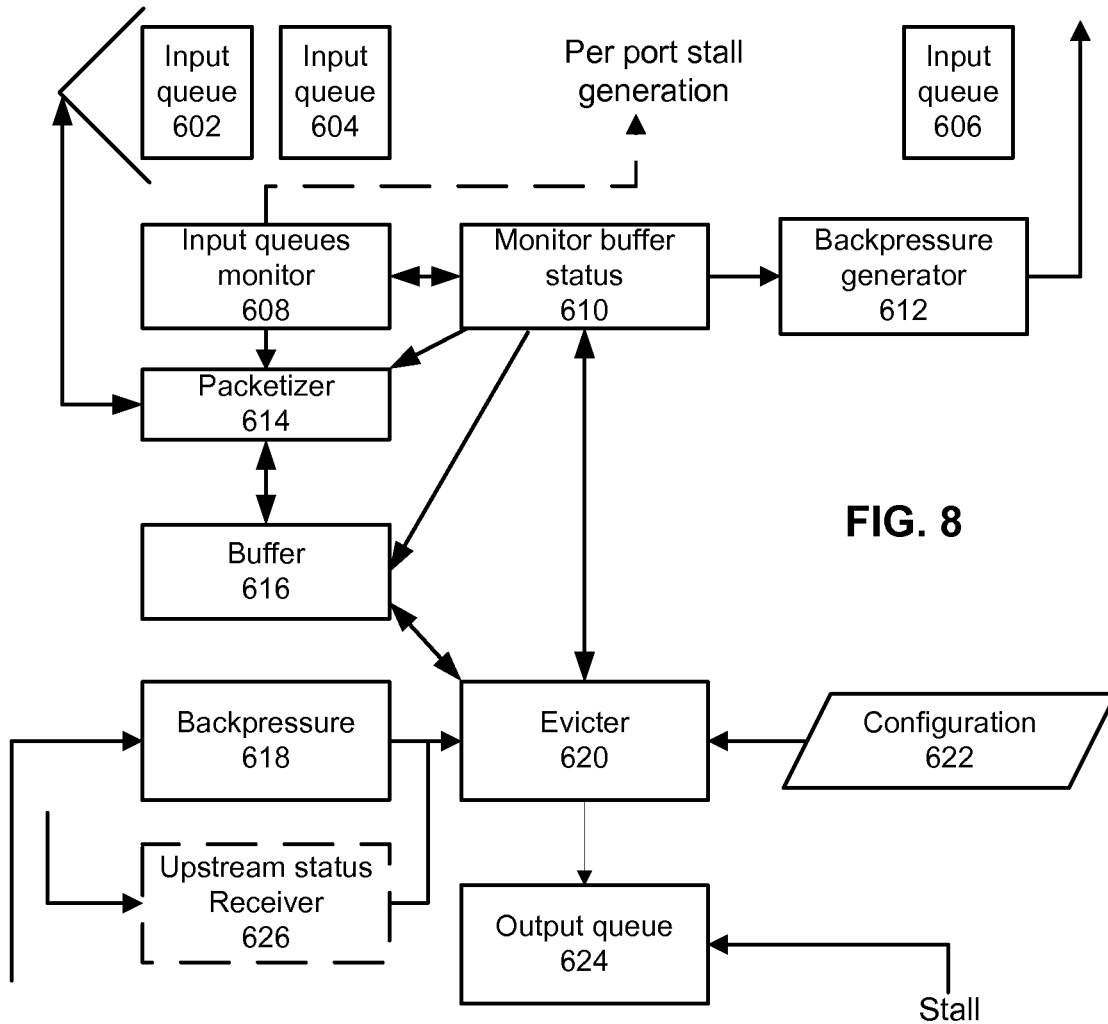 Input
queue
602
Input
queue
604
Per port stall
generation
Input
queue
606
Input queues
monitor
608
Monitor buffer
status
610
Backpressure
generator
612
Packetizer
614
FIG. 8
Buffer
616
Backpressure
618
Evicter
620
Configuration
622
Upstream status
Receiver
626
Output queue
624
Stall